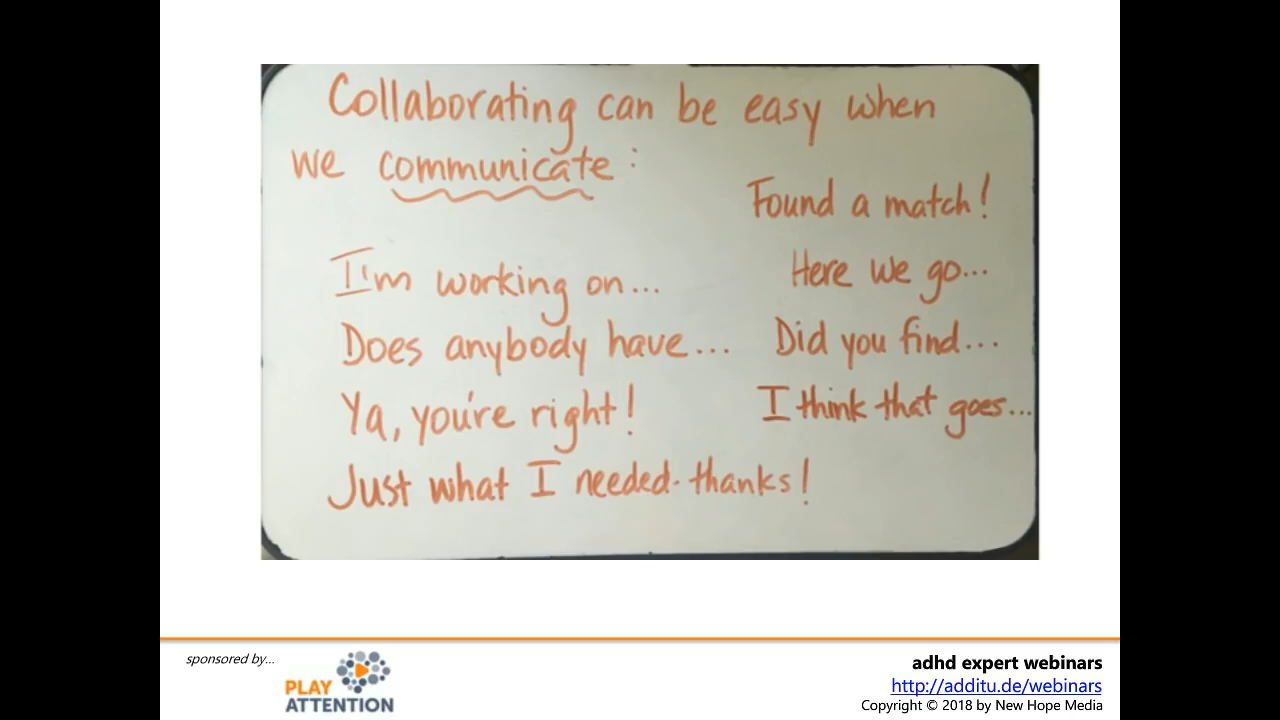 Collaborating can be easy when
we communicate:
I'm working on...
Does anybody have...
Ya, you're right!
Just what I needed- thanks!
Found a match!
Here we go...
Did you find...
I think that goes...
sponsored by...
PLAY
ATTENTION
adhd expert webinars
http://additu.de/webinars
Copyright © 2018 by New Hope Media